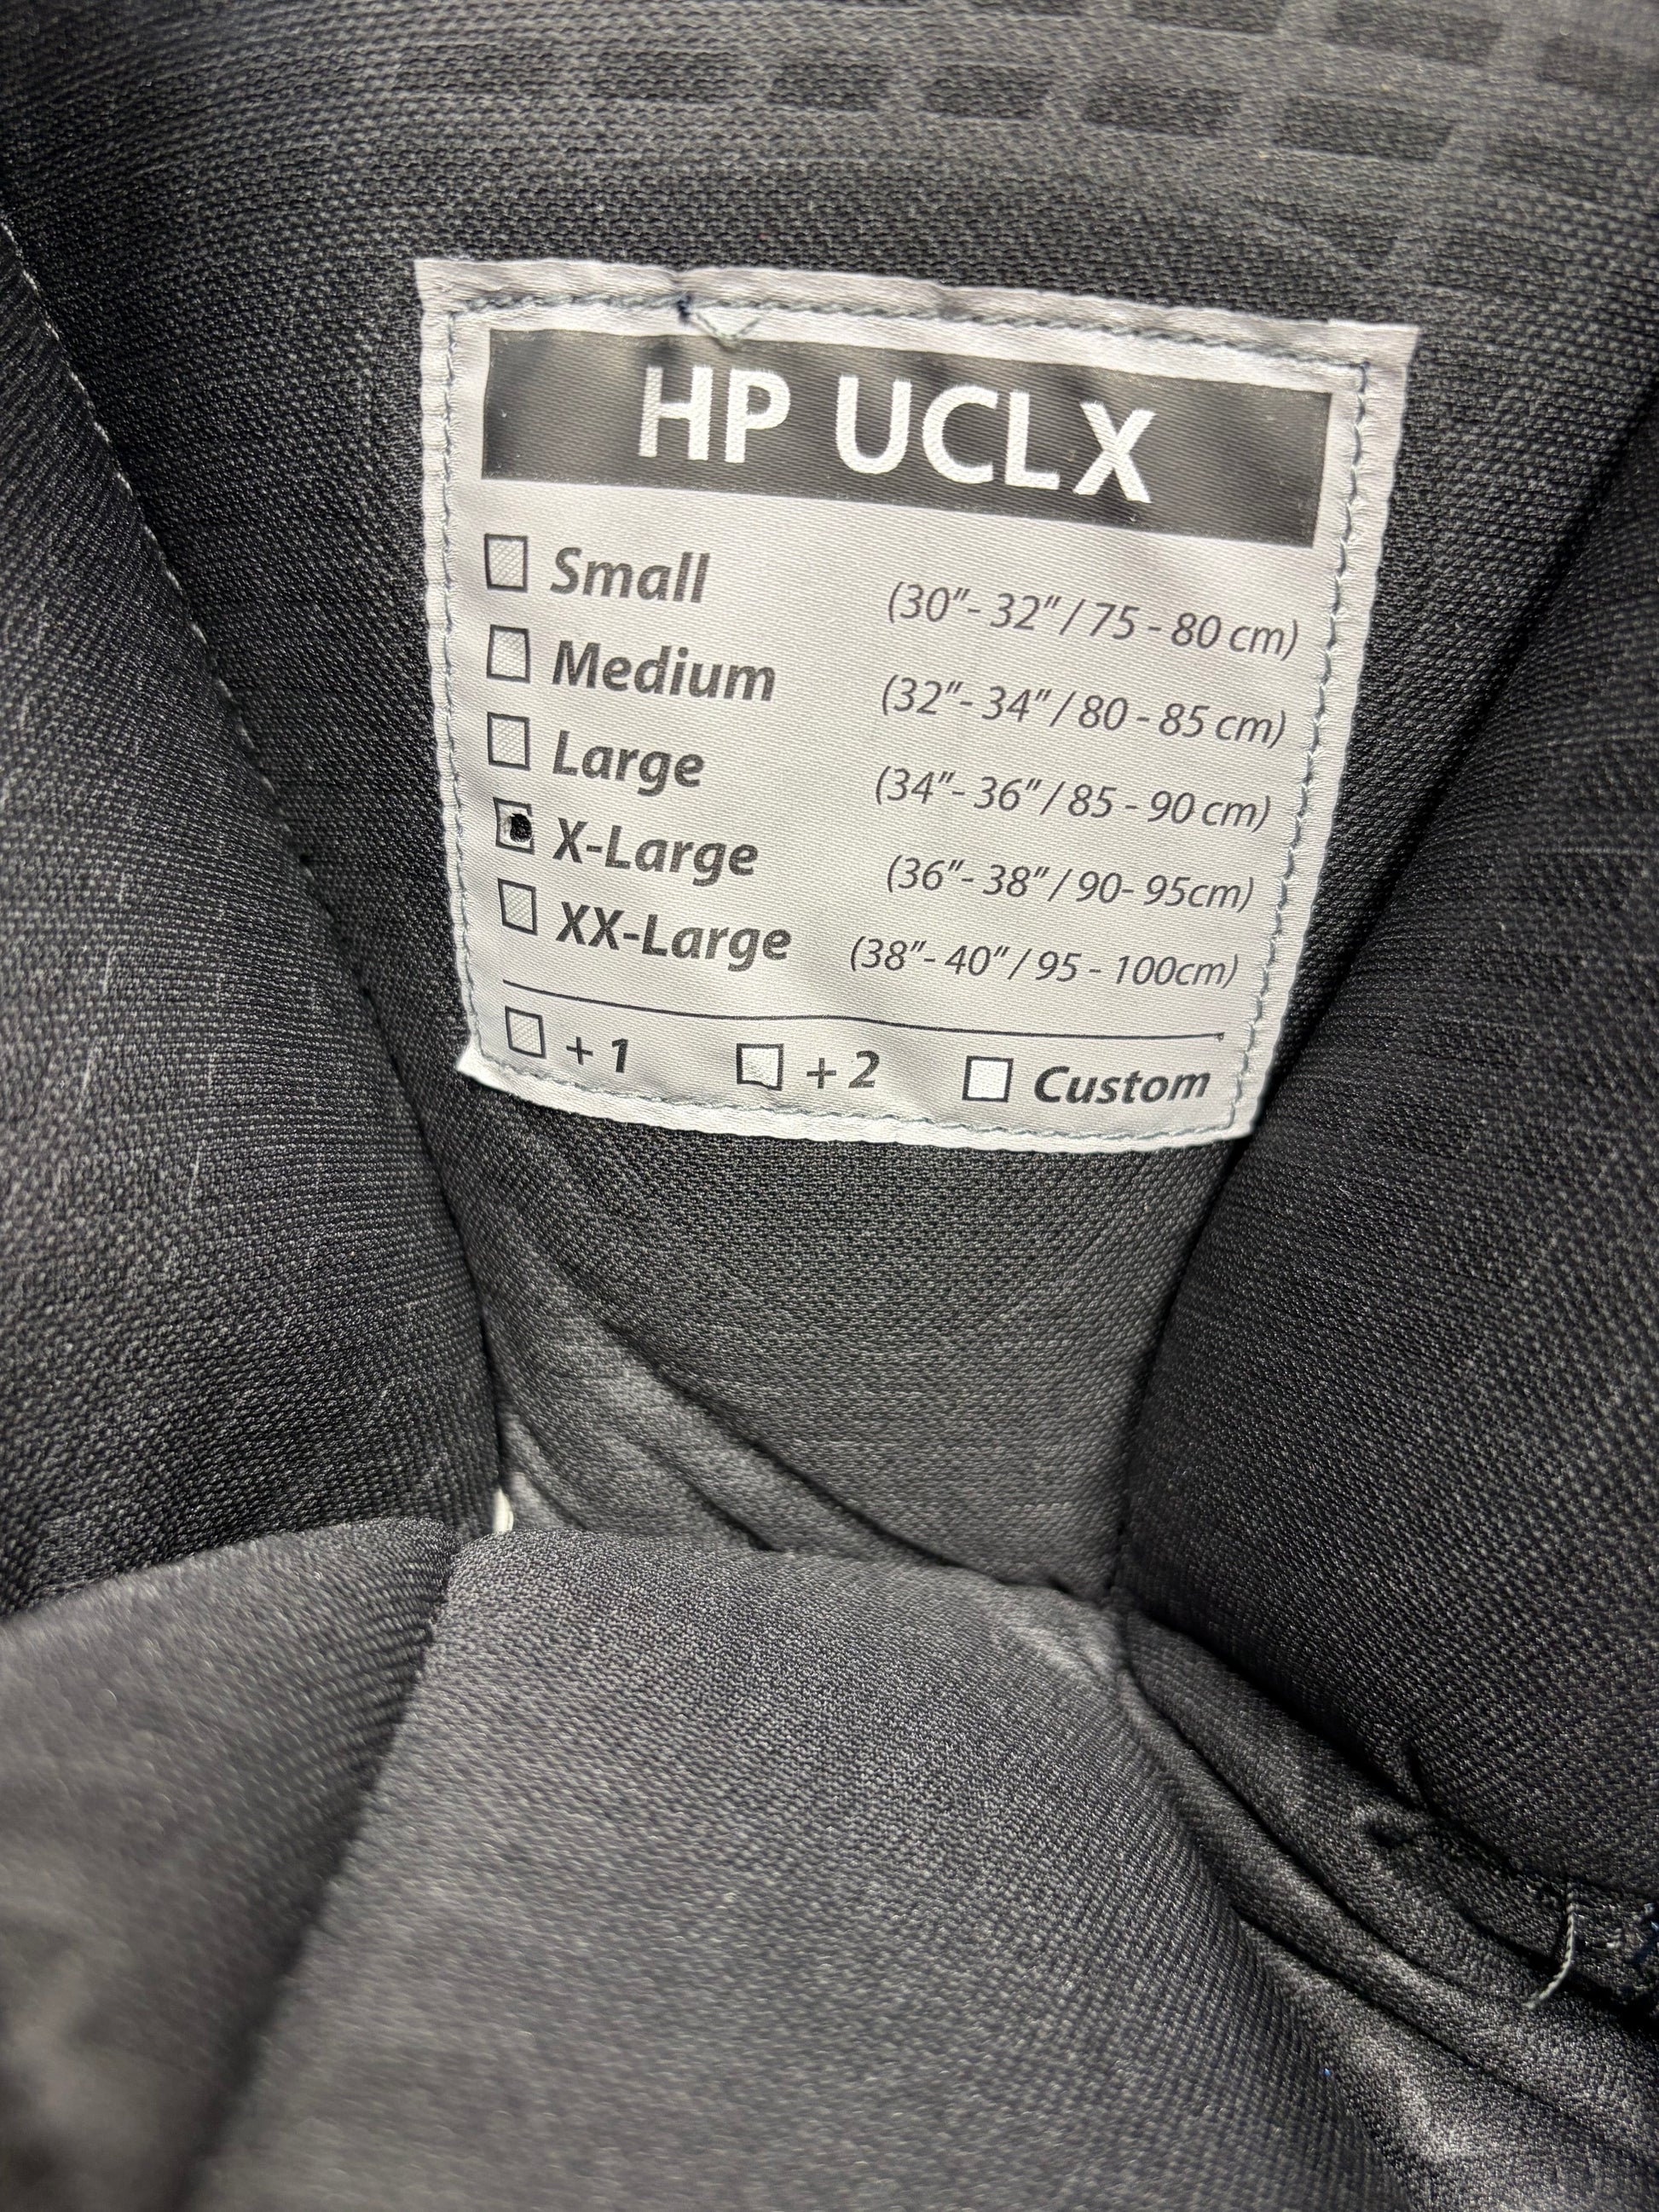 HP UCLX
Small (30"- 32" / 75 - 80 cm)
Medium (32"- 34" / 80 - 85 cm)
Large (34"- 36" / 85 - 90 cm)
X-Large (36"- 38" / 90- 95cm)
XX-Large (38"- 40" / 95 - 100cm)
+ 1 + 2 Custom